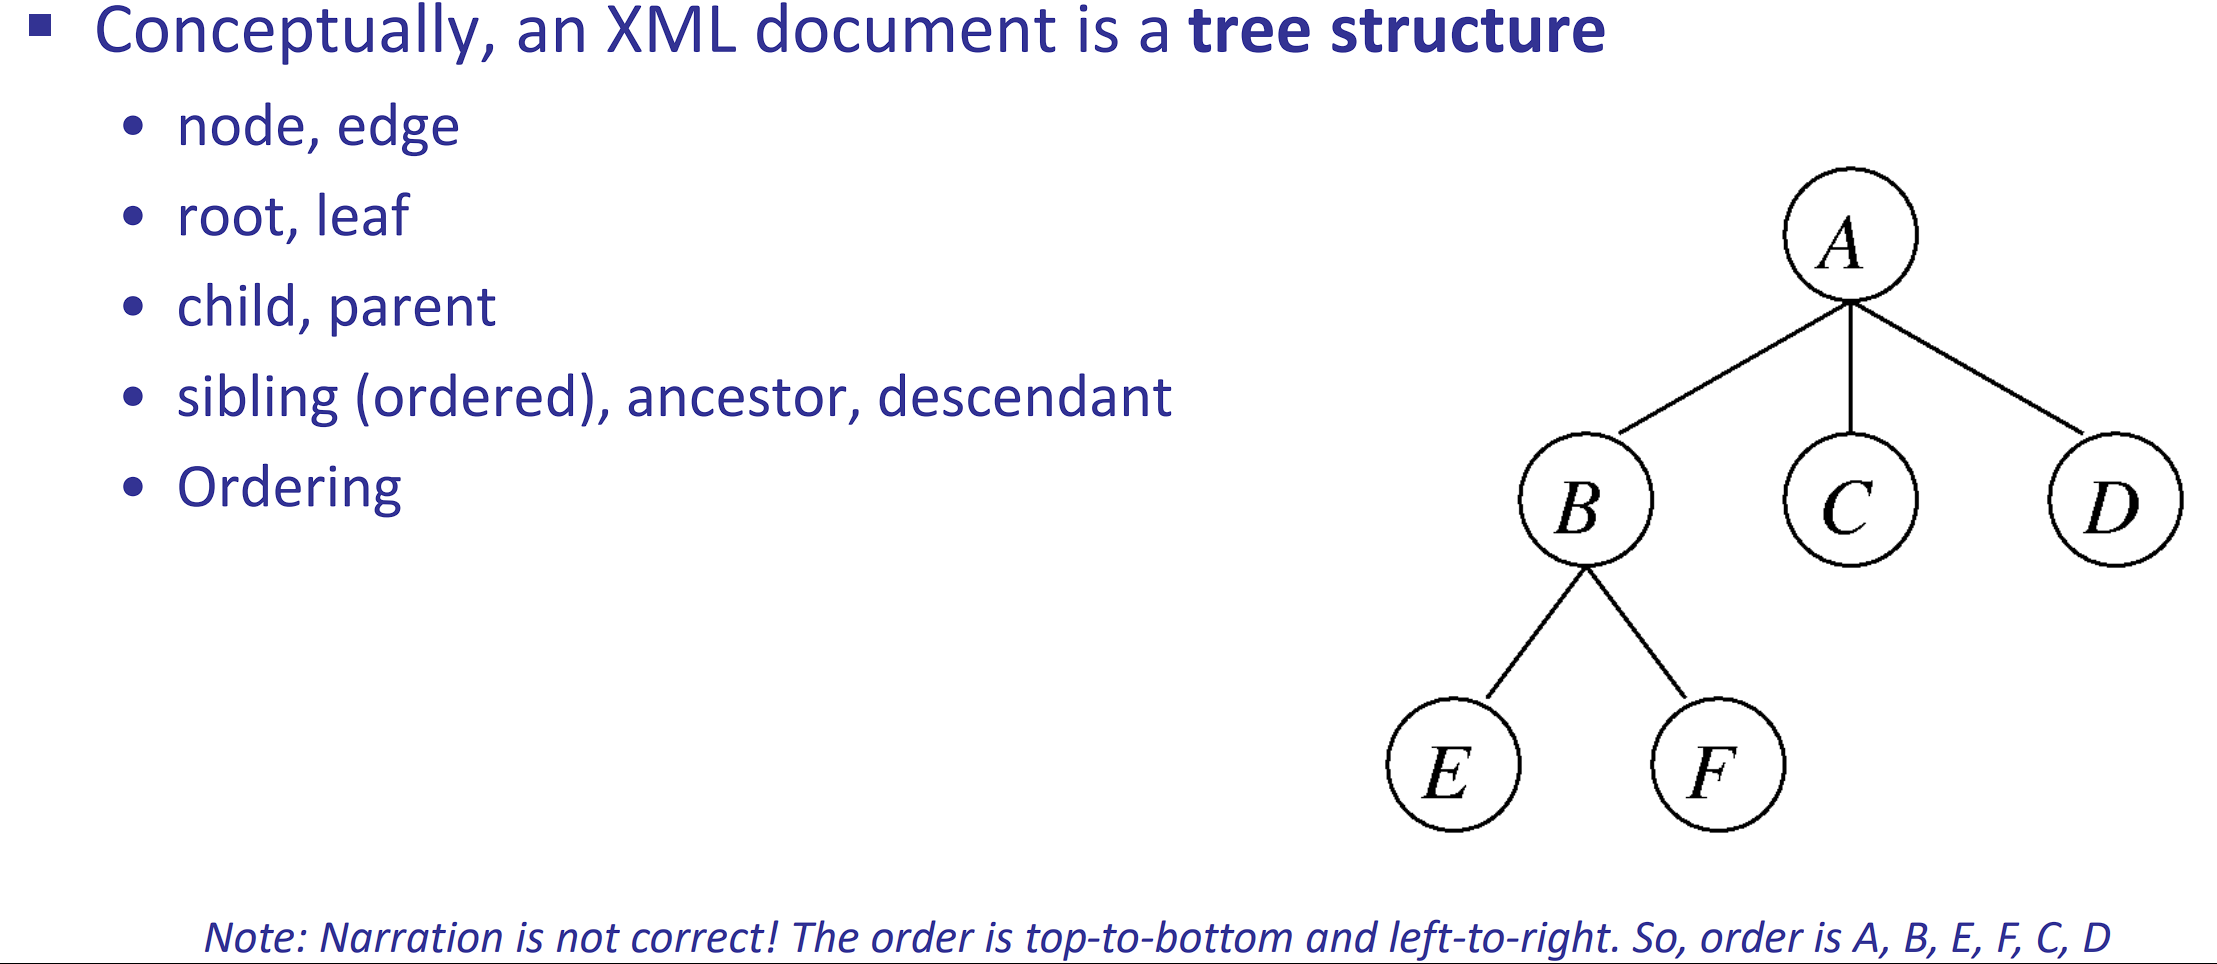 ▪ Conceptually, an XML document is a tree structure
• node, edge
• root, leaf
• child, parent
• sibling (ordered), ancestor, descendant
• Ordering
A
B C D
E F
Note: Narration is not correct! The order is top-to-bottom and left-to-right. So, order is A, B, E, F, C, D